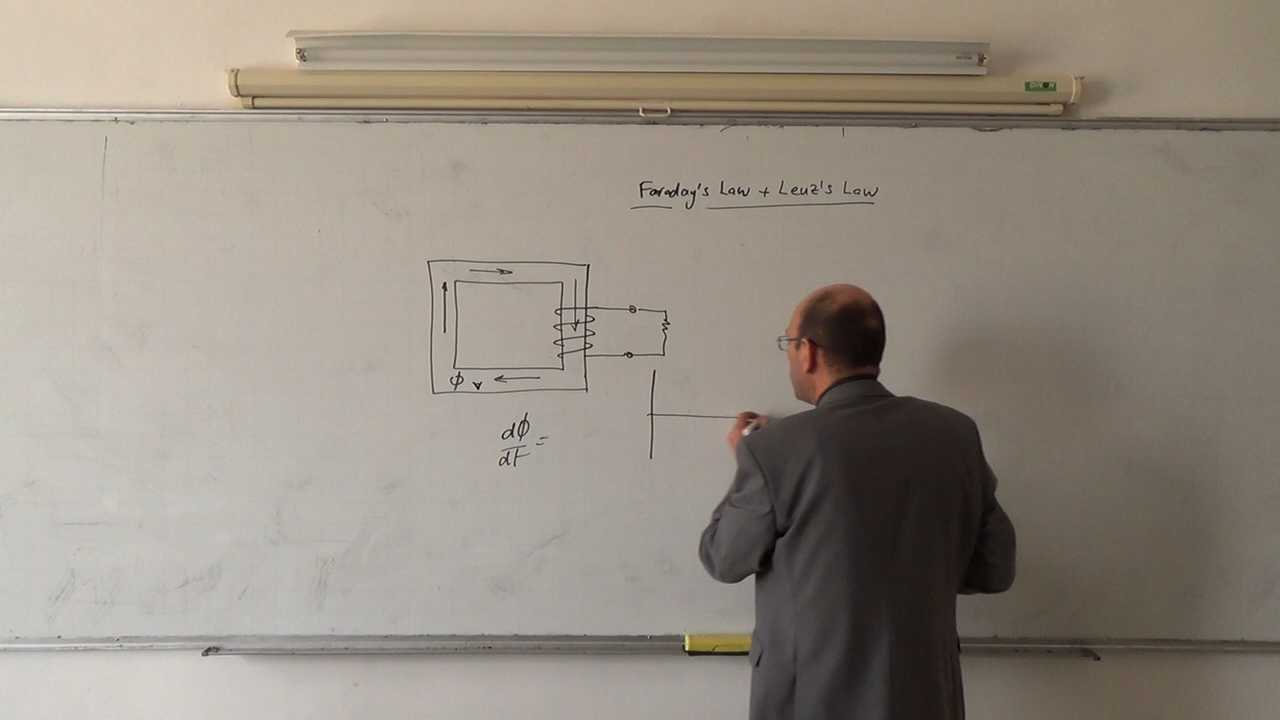 Faraday's Law + Lenz's Law
ϕ
dϕ
dt =